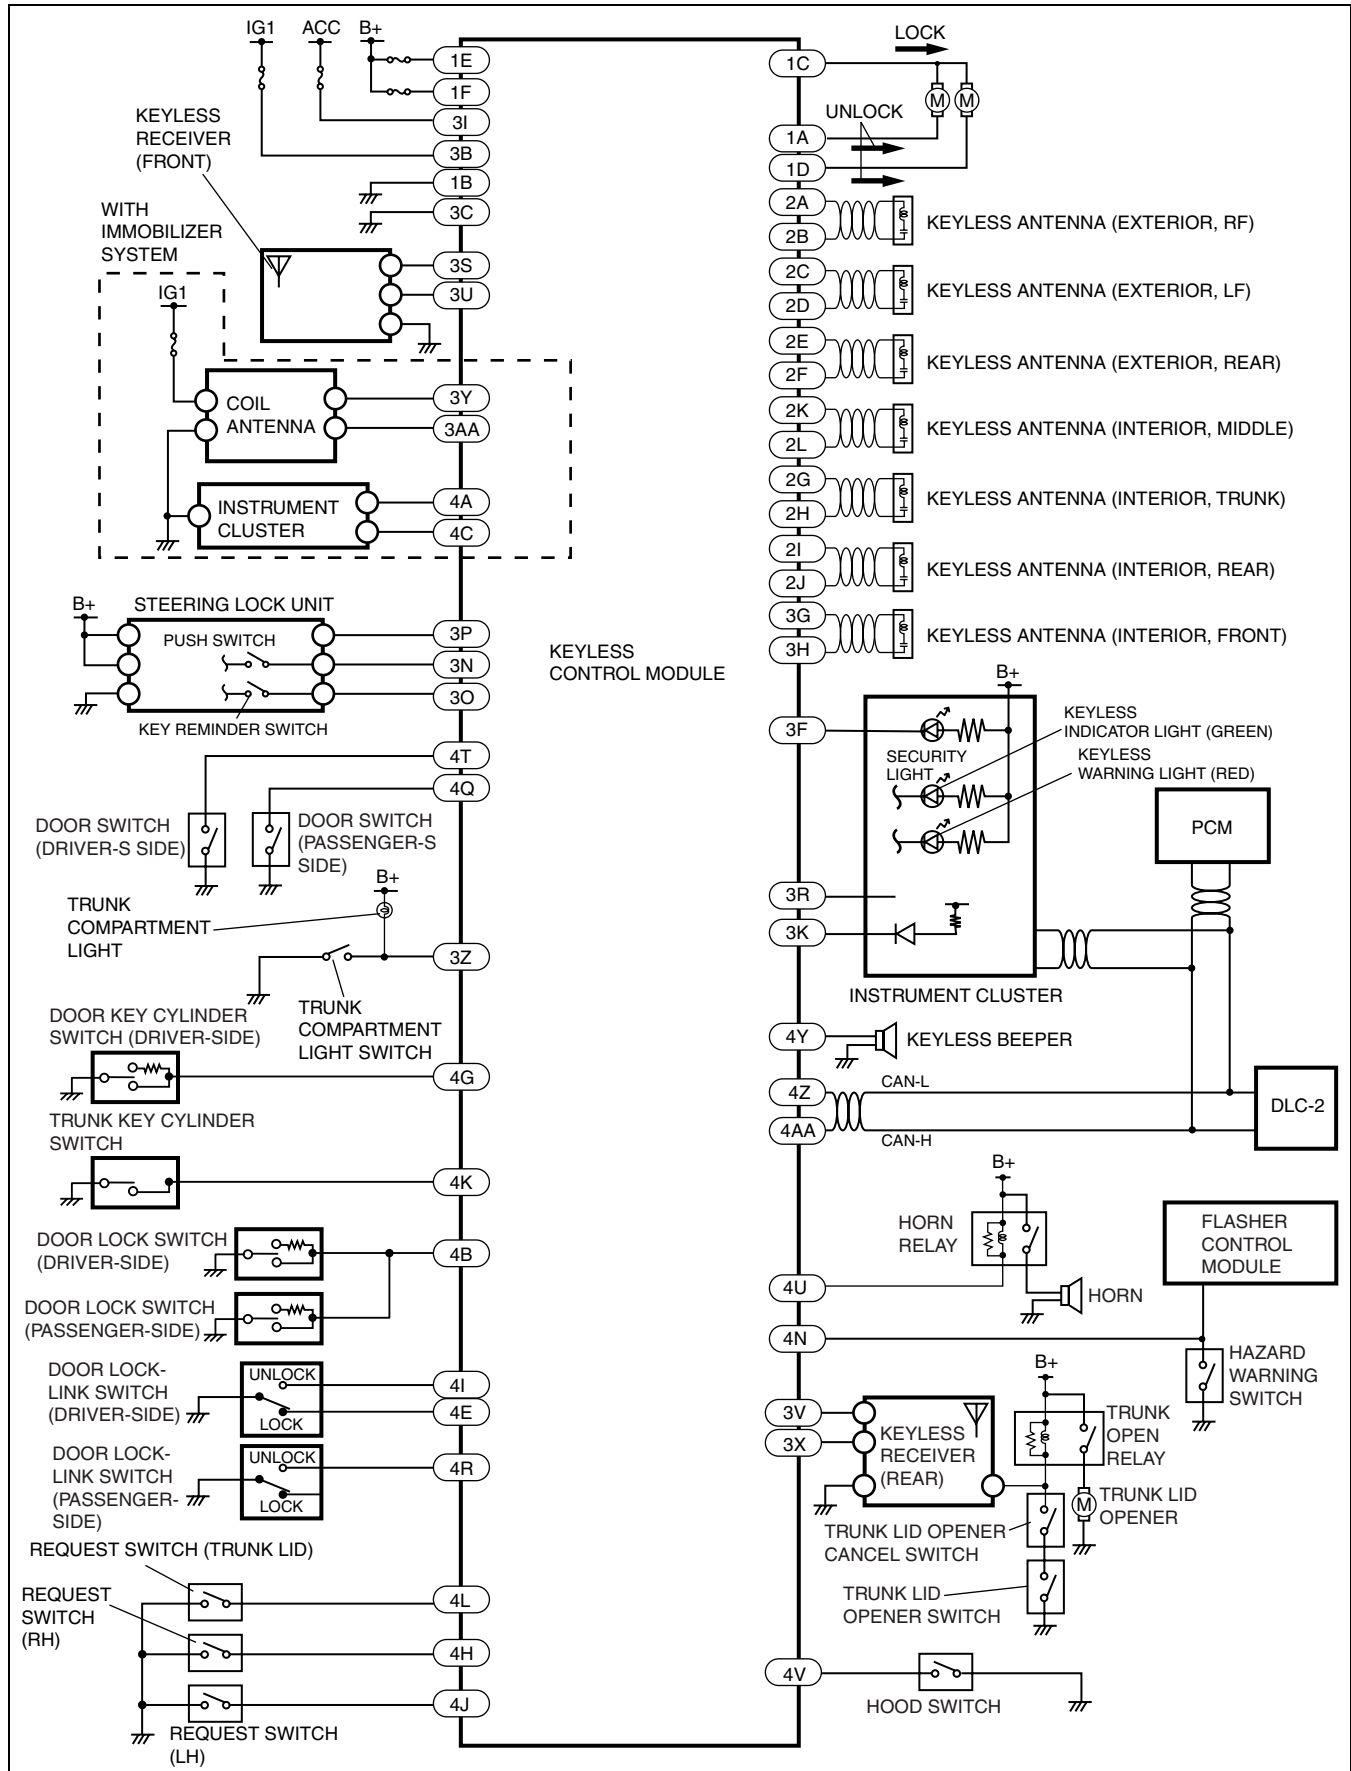 IG1
ACC
B+
1E
1F
3I
3B
1B
3C
KEYLESS
RECEIVER
(FRONT)
WITH
IMMOBILIZER
SYSTEM
3S
3U
IG1
COIL
ANTENNA
3Y
3AA
INSTRUMENT
CLUSTER
4A
4C
B+
STEERING LOCK UNIT
PUSH SWITCH
KEY REMINDER SWITCH
3P
3N
3O
4T
4Q
DOOR SWITCH
(DRIVER-S SIDE)
DOOR SWITCH
(PASSENGER-S
SIDE)
B+
TRUNK
COMPARTMENT
LIGHT
3Z
TRUNK
COMPARTMENT
LIGHT SWITCH
DOOR KEY CYLINDER
SWITCH (DRIVER-SIDE)
4G
TRUNK KEY CYLINDER
SWITCH
4K
DOOR LOCK SWITCH
(DRIVER-SIDE)
4B
DOOR LOCK SWITCH
(PASSENGER-SIDE)
DOOR LOCK-
LINK SWITCH
(DRIVER-SIDE)
UNLOCK
LOCK
4I
4E
DOOR LOCK-
LINK SWITCH
(PASSENGER-
SIDE)
UNLOCK
LOCK
4R
REQUEST SWITCH (TRUNK LID)
4L
REQUEST
SWITCH
(RH)
4H
4J
REQUEST SWITCH
(LH)
KEYLESS
CONTROL MODULE
LOCK
1C
M
M
UNLOCK
1A
1D
2A
2B
KEYLESS ANTENNA (EXTERIOR, RF)
2C
2D
KEYLESS ANTENNA (EXTERIOR, LF)
2E
2F
KEYLESS ANTENNA (EXTERIOR, REAR)
2K
2L
KEYLESS ANTENNA (INTERIOR, MIDDLE)
2G
2H
KEYLESS ANTENNA (INTERIOR, TRUNK)
2I
2J
KEYLESS ANTENNA (INTERIOR, REAR)
3G
3H
KEYLESS ANTENNA (INTERIOR, FRONT)
B+
3F
SECURITY
LIGHT
KEYLESS
INDICATOR LIGHT (GREEN)
KEYLESS
WARNING LIGHT (RED)
PCM
3R
3K
INSTRUMENT CLUSTER
4Y
KEYLESS BEEPER
4Z
CAN-L
4AA
CAN-H
DLC-2
B+
HORN
RELAY
4U
HORN
FLASHER
CONTROL
MODULE
4N
HAZARD
WARNING
SWITCH
B+
3V
3X
KEYLESS
RECEIVER
(REAR)
TRUNK
OPEN
RELAY
M
TRUNK LID
OPENER
TRUNK LID OPENER
CANCEL SWITCH
TRUNK LID
OPENER SWITCH
4V
HOOD SWITCH